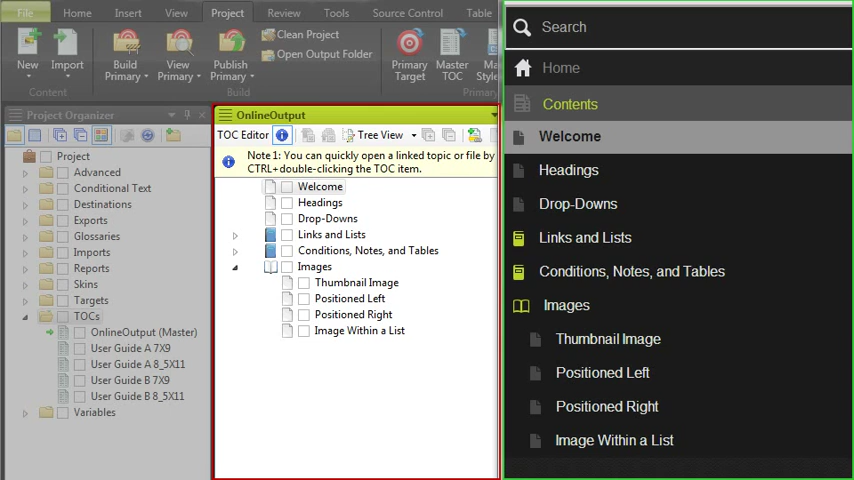 File Home Insert View Project Review Tools Source Control Table
New Import Build Primary View Primary Publish Primary Clean Project Open Output Folder Primary Target Master TOC
Content Build
Project Organizer
Project
Advanced
Conditional Text
Destinations
Exports
Glossaries
Imports
Reports
Skins
Targets
TOCs
OnlineOutput (Master)
User Guide A 7X9
User Guide A 8_5X11
User Guide B 7X9
User Guide B 8_5X11
Variables
OnlineOutput
TOC Editor Tree View
Note 1: You can quickly open a linked topic or file by
CTRL+double-clicking the TOC item.
Welcome
Headings
Drop-Downs
Links and Lists
Conditions, Notes, and Tables
Images
Thumbnail Image
Positioned Left
Positioned Right
Image Within a List
Search
Home
Contents
Welcome
Headings
Drop-Downs
Links and Lists
Conditions, Notes, and Tables
Images
Thumbnail Image
Positioned Left
Positioned Right
Image Within a List